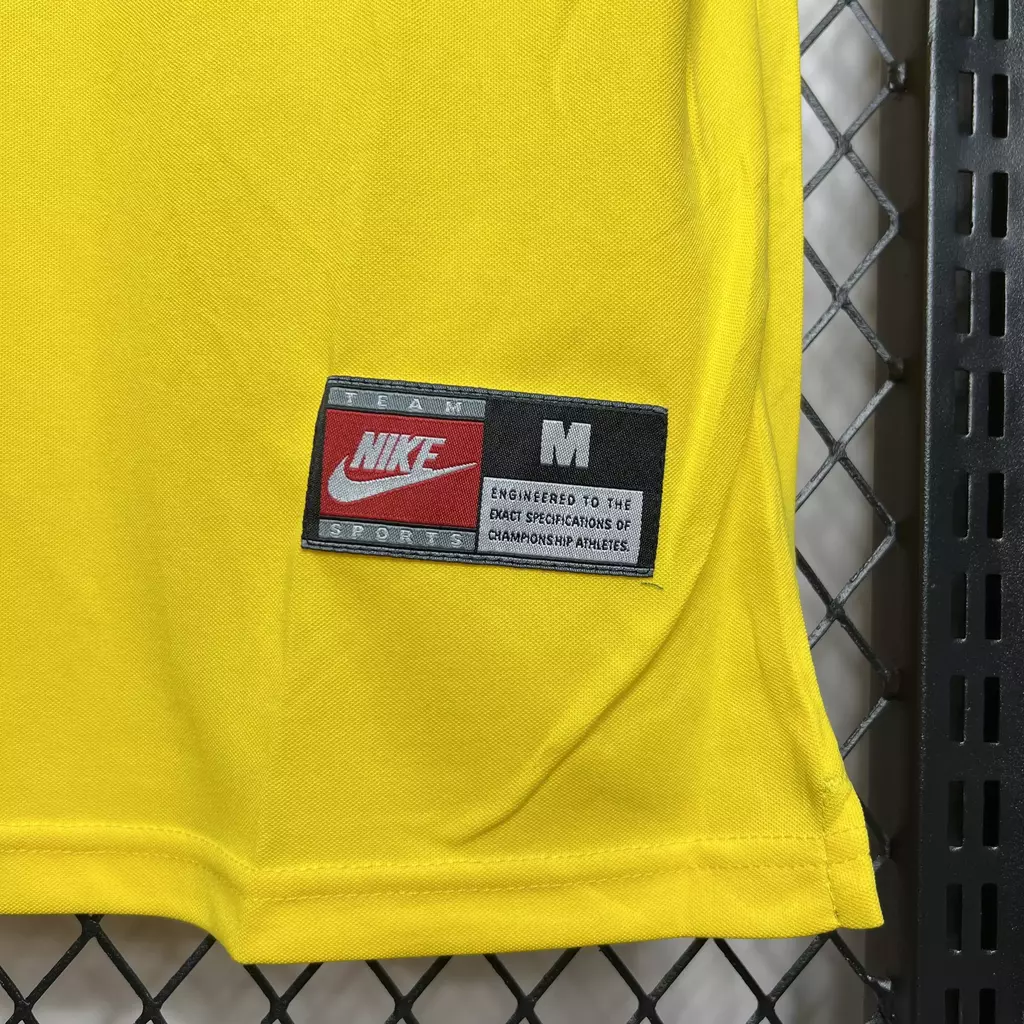 TEAM
NIKE
SPORTS
M
ENGINEERED TO THE
EXACT SPECIFICATIONS OF
CHAMPIONSHIP ATHLETES.